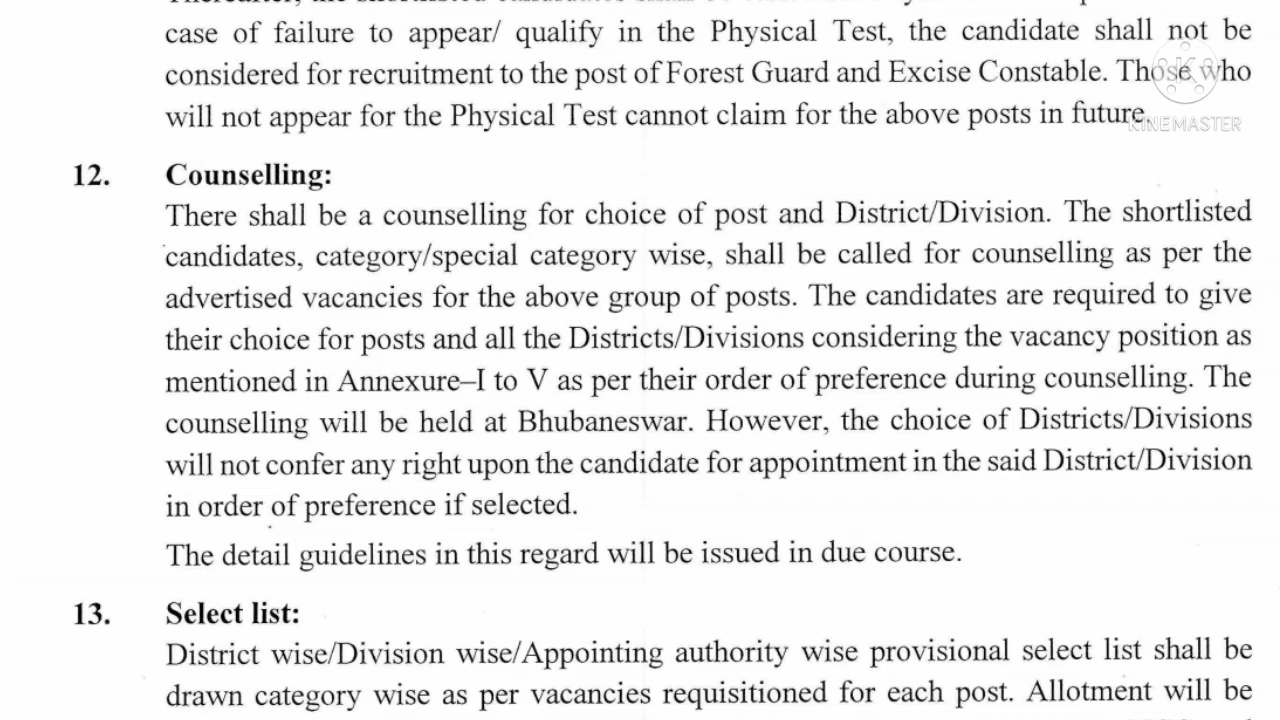 case of failure to appear/ qualify in the Physical Test, the candidate shall not be
considered for recruitment to the post of Forest Guard and Excise Constable. Those who
will not appear for the Physical Test cannot claim for the above posts in future.
KINEMASTER
12. Counselling:
There shall be a counselling for choice of post and District/Division. The shortlisted
candidates, category/special category wise, shall be called for counselling as per the
advertised vacancies for the above group of posts. The candidates are required to give
their choice for posts and all the Districts/Divisions considering the vacancy position as
mentioned in Annexure–I to V as per their order of preference during counselling. The
counselling will be held at Bhubaneswar. However, the choice of Districts/Divisions
will not confer any right upon the candidate for appointment in the said District/Division
in order of preference if selected.
The detail guidelines in this regard will be issued in due course.
13. Select list:
District wise/Division wise/Appointing authority wise provisional select list shall be
drawn category wise as per vacancies requisitioned for each post. Allotment will be